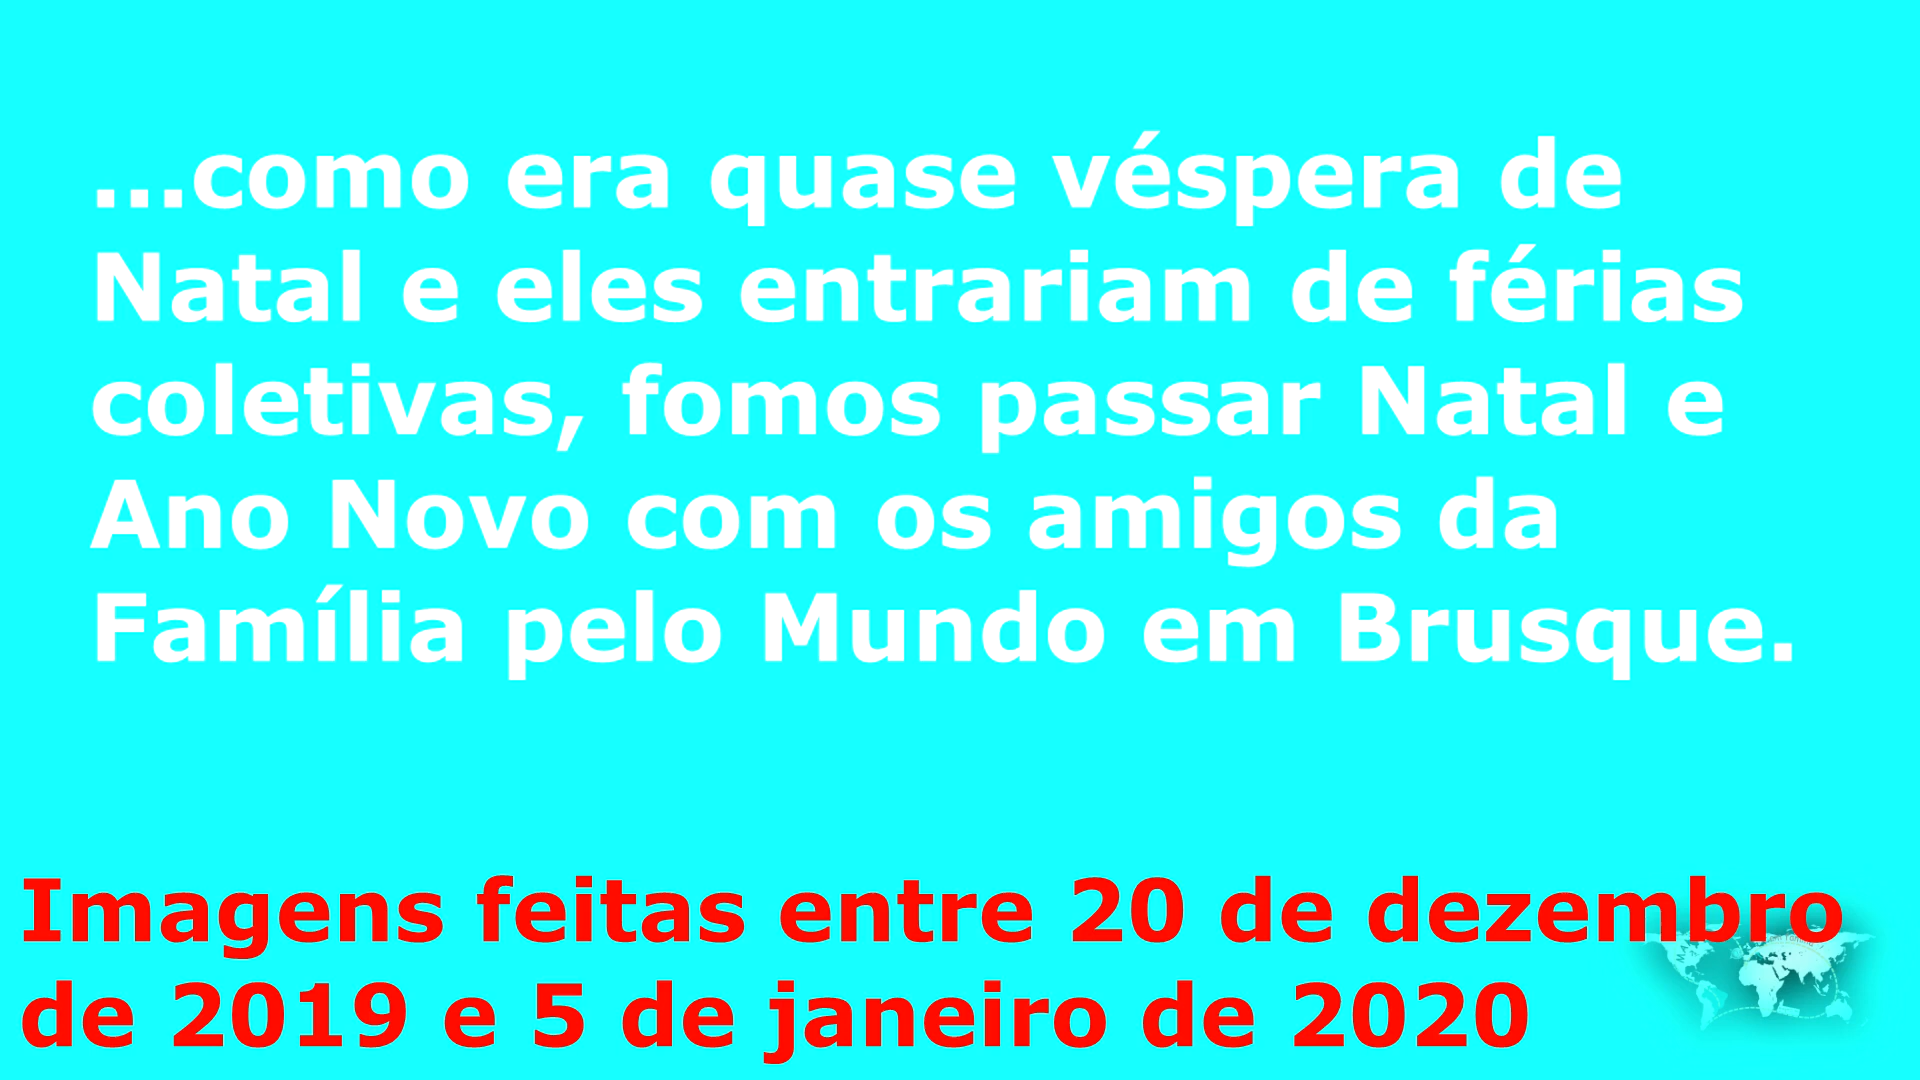 ...como era quase véspera de
Natal e eles entrariam de férias
coletivas, fomos passar Natal e
Ano Novo com os amigos da
Família pelo Mundo em Brusque.
Imagens feitas entre 20 de dezembro
de 2019 e 5 de janeiro de 2020